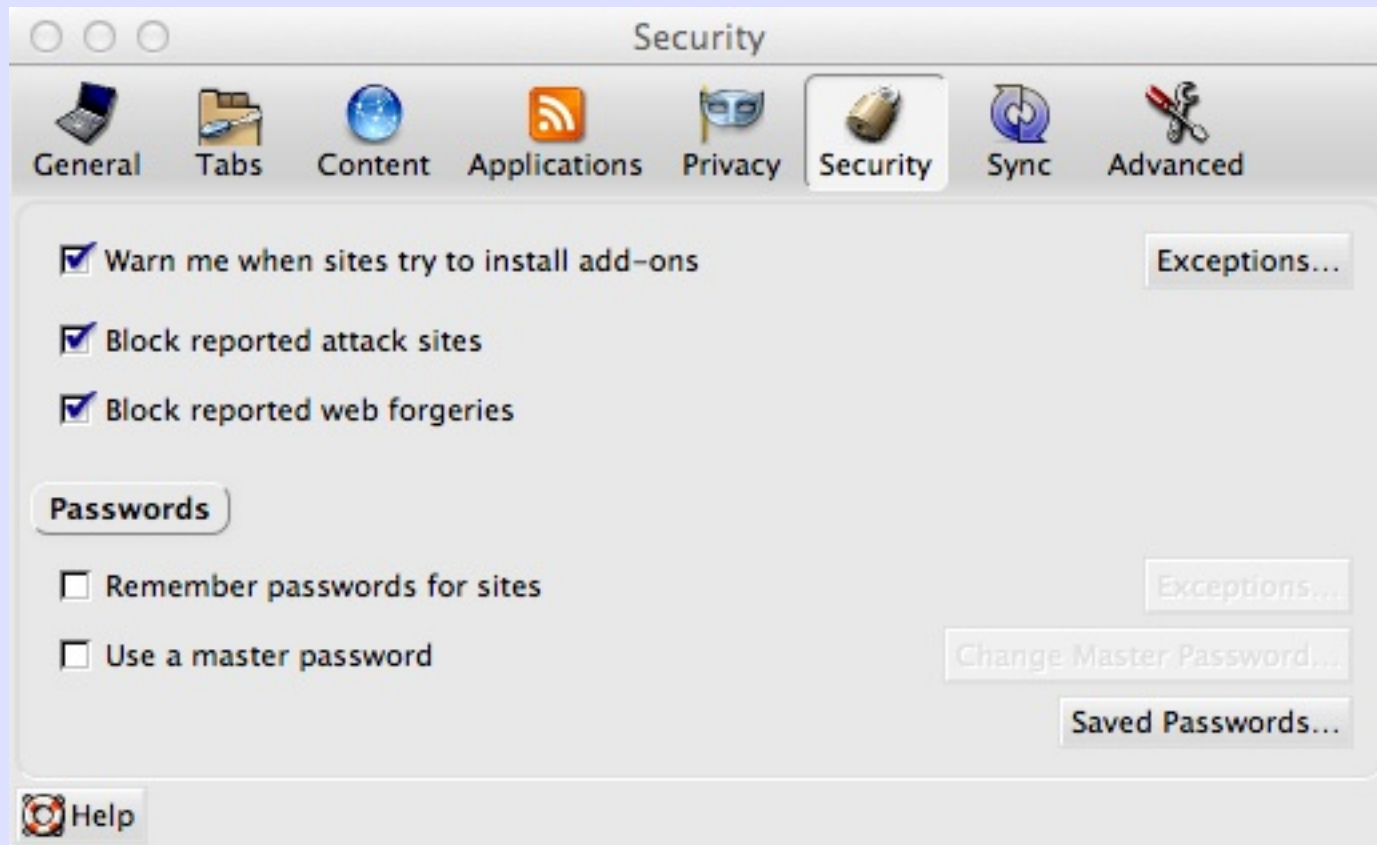 Security
General Tabs Content Applications Privacy Security Sync Advanced
Warn me when sites try to install add-ons Exceptions...
Block reported attack sites
Block reported web forgeries
Passwords
Remember passwords for sites Exceptions...
Use a master password Change Master Password...
Saved Passwords...
Help